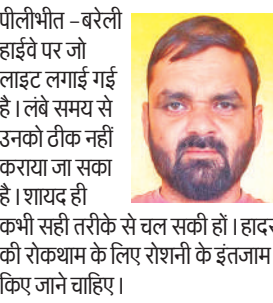 पीलीभीत – बरेली
हाईवे पर जो
लाइट लगाई गई
है। लंबे समय से
उनको ठीक नहीं
कराया जा सका
है। शायद ही
कभी सही तरीके से चल सकी हों। हादस
की रोकथाम के लिए रोशनी के इंतजाम
किए जाने चाहिए।